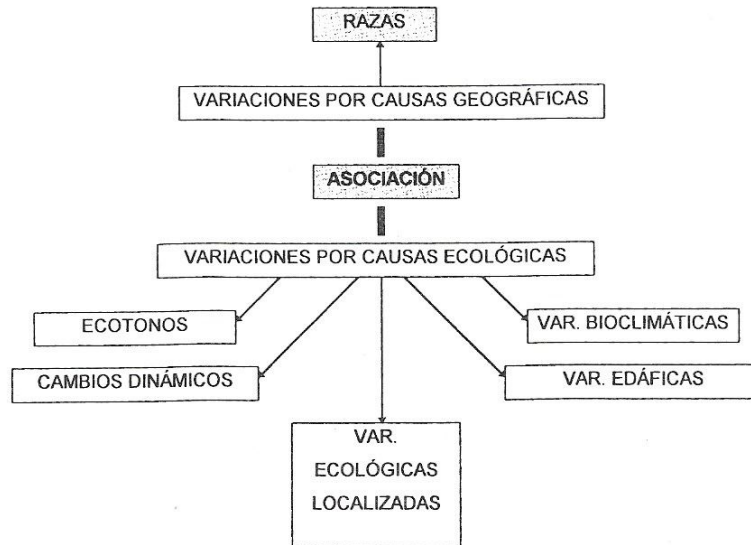 RAZAS
VARIACIONES POR CAUSAS GEOGRÁFICAS
ASOCIACIÓN
VARIACIONES POR CAUSAS ECOLÓGICAS
ECOTONOS
VAR. BIOCLIMÁTICAS
CAMBIOS DINÁMICOS
VAR. EDÁFICAS
VAR.
ECOLÓGICAS
LOCALIZADAS